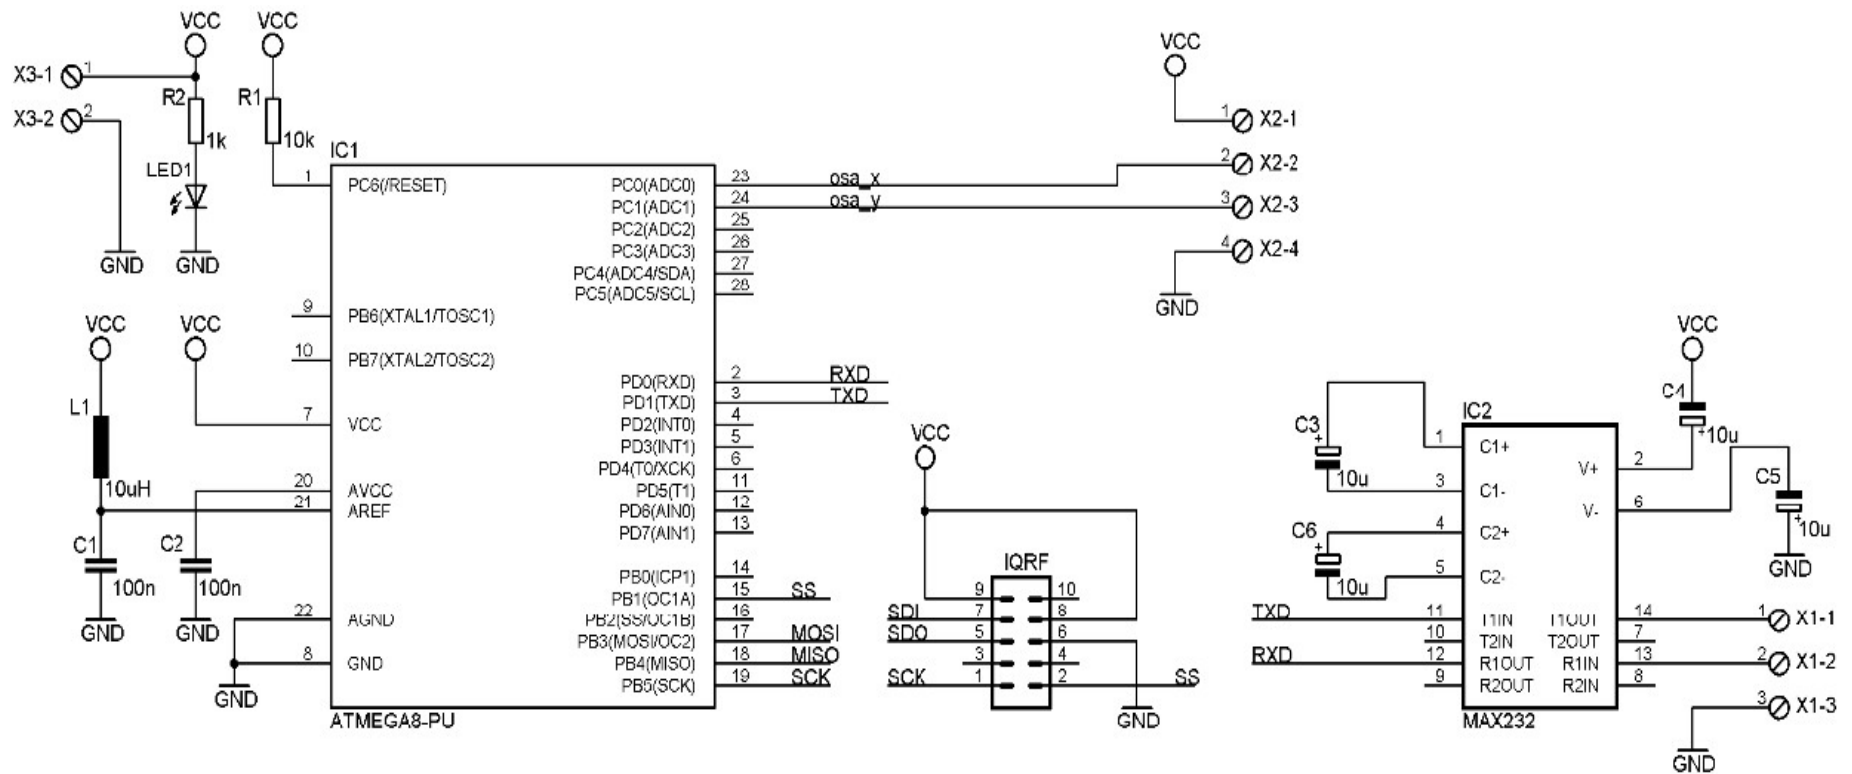 VCC
VCC
X3-1
1
X3-2
2
R2
1k
R1
10k
LED1
GND
GND
VCC
X2-1
1
X2-2
2
X2-3
3
X2-4
4
GND
IC1
1
PC6(/RESET)
9
PB6(XTAL1/TOSC1)
10
PB7(XTAL2/TOSC2)
7
VCC
20
AVCC
21
AREF
22
AGND
8
GND
PC0(ADC0)
23
osa_x
PC1(ADC1)
24
osa_y
PC2(ADC2)
25
PC3(ADC3)
26
PC4(ADC4/SDA)
27
PC5(ADC5/SCL)
28
PD0(RXD)
2
RXD
PD1(TXD)
3
TXD
PD2(INT0)
4
PD3(INT1)
5
PD4(T0/XCK)
6
PD5(T1)
11
PD6(AIN0)
12
PD7(AIN1)
13
PB0(ICP1)
14
PB1(OC1A)
15
SS
PB2(SS/OC1B)
16
PB3(MOSI/OC2)
17
MOSI
PB4(MISO)
18
MISO
PB5(SCK)
19
SCK
ATMEGA8-PU
VCC
VCC
L1
10uH
C1
100n
C2
100n
GND
GND
GND
VCC
IQRF
9
10
SDI
7
8
SDO
5
6
3
4
SCK
1
2
SS
GND
VCC
C4
10u
C3
10u
C6
10u
C5
10u
GND
IC2
1
C1+
3
C1-
4
C2+
5
C2-
V+
2
V-
6
TXD
11
T1IN
T1OUT
14
10
T2IN
T2OUT
7
RXD
12
R1OUT
R1IN
13
9
R2OUT
R2IN
8
MAX232
1
X1-1
2
X1-2
3
X1-3
GND